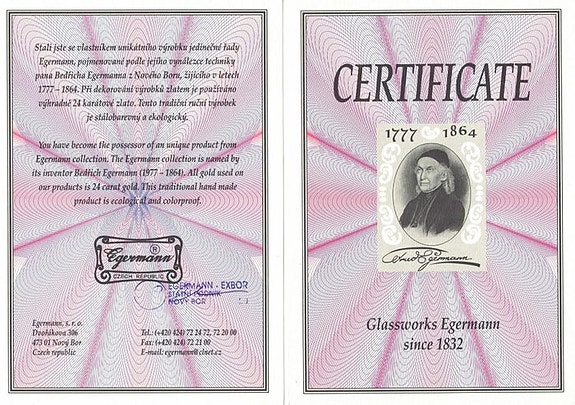 Stali jste se vlastníkem unikátního výrobku jedinečné řady
Egermann, pojmenované podle jejího vynálezce techniky
pana Bedřicha Egermanna z Nového Boru, žijícího v letech
1777 – 1864. Při dekorování výrobků zlatem je používáno
výhradně 24 karátové zlato. Tento tradiční ruční výrobek
je stálobarevný a ekologický.
You have become the possessor of an unique product from
Egermann collection. The Egermann collection is named by
its inventor Bedřich Egermann (1977 – 1864). All gold used on
our products is 24 carat gold. This traditional hand made
product is ecological and colorproof.
Egermann ®
CZECH REPUBLIC
EGERMANN - EXBOR
STÁTNÍ PODNIK
NOVÝ BOR
Egermann, s. r. o.
Dvořákova 306
473 01 Nový Bor
Czech republic
Tel.: (+420 424) 72 24 72, 72 20 00
Fax: (+420 424) 72 21 00
E-mail: egermann@clnet.cz
CERTIFICATE
1777 1864
Egermann
Glassworks Egermann
since 1832